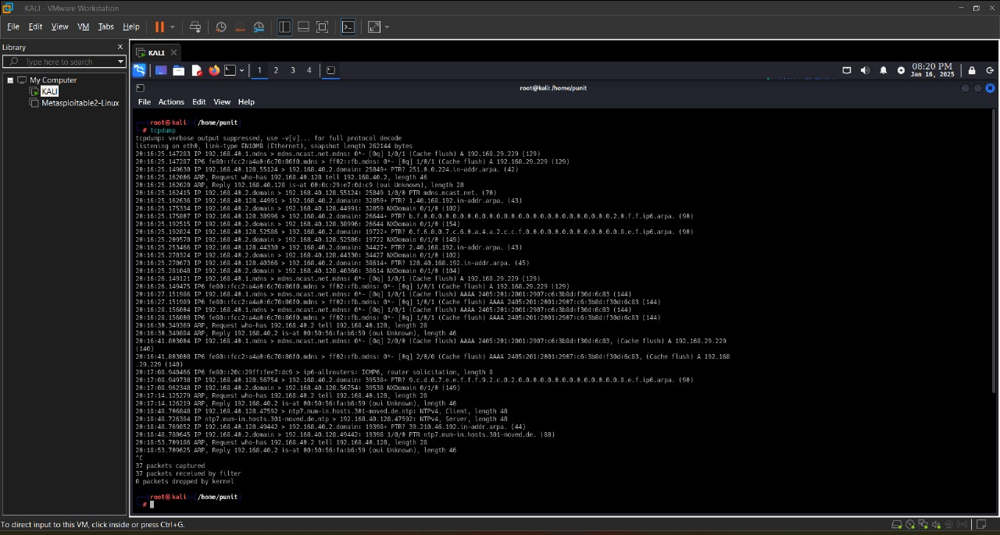 KALI - VMware Workstation
File Edit View VM Tabs Help
Library
Type here to search
My Computer
KALI
Metasploitable2-Linux
KALI
1 2 3 4
08:20 PM
Jan 16, 2025
root@kali: /home/punit
File Actions Edit View Help
root㉿kali)-[/home/punit
# tcpdump
tcpdump: verbose output suppressed, use -v[v]... for full protocol decode
listening on eth0, link-type EN10MB (Ethernet), snapshot length 262144 bytes
20:16:25.147283 IP 192.168.40.1.mdns > mdns.mcast.net.mdns: 0*- [0q] 1/0/1 (Cache flush) A 192.168.29.229 (129)
20:16:25.147287 IP6 fe80::fcc2:a4a0:6c70:86f0.mdns > ff02::fb.mdns: 0*- [0q] 1/0/1 (Cache flush) A 192.168.29.229 (129)
20:16:25.149630 IP 192.168.40.128.55124 > 192.168.40.2.domain: 25849+ PTR? 251.0.0.224.in-addr.arpa. (42)
20:16:25.162006 ARP, Request who-has 192.168.40.128 tell 192.168.40.2, length 46
20:16:25.162020 ARP, Reply 192.168.40.128 is-at 00:0c:29:e7:0d:c9 (oui Unknown), length 28
20:16:25.162415 IP 192.168.40.2.domain > 192.168.40.128.55124: 25849 1/0/0 PTR mdns.mcast.net. (70)
20:16:25.162636 IP 192.168.40.128.44991 > 192.168.40.2.domain: 32859+ PTR? 1.40.168.192.in-addr.arpa. (43)
20:16:25.175334 IP 192.168.40.2.domain > 192.168.40.128.44991: 32859 NXDomain 0/1/0 (102)
20:16:25.175807 IP 192.168.40.128.38996 > 192.168.40.2.domain: 26644+ PTR? b.f.0.0.0.0.0.0.0.0.0.0.0.0.0.0.0.0.0.0.0.0.0.0.0.0.0.0.2.0.f.f.ip6.arpa. (90)
20:16:25.192515 IP 192.168.40.2.domain > 192.168.40.128.38996: 26644 NXDomain 0/1/0 (154)
20:16:25.192824 IP 192.168.40.128.52586 > 192.168.40.2.domain: 19722+ PTR? 0.f.6.8.0.7.c.6.0.a.4.a.2.c.c.f.0.0.0.0.0.0.0.0.0.0.0.0.0.8.e.f.ip6.arpa. (90)
20:16:25.209570 IP 192.168.40.2.domain > 192.168.40.128.52586: 19722 NXDomain 0/1/0 (149)
20:16:25.253466 IP 192.168.40.128.44330 > 192.168.40.2.domain: 34427+ PTR? 2.40.168.192.in-addr.arpa. (43)
20:16:25.270324 IP 192.168.40.2.domain > 192.168.40.128.44330: 34427 NXDomain 0/1/0 (102)
20:16:25.270673 IP 192.168.40.128.40366 > 192.168.40.2.domain: 38614+ PTR? 128.40.168.192.in-addr.arpa. (45)
20:16:25.281048 IP 192.168.40.2.domain > 192.168.40.128.40366: 38614 NXDomain 0/1/0 (104)
20:16:26.149121 IP 192.168.40.1.mdns > mdns.mcast.net.mdns: 0*- [0q] 1/0/1 (Cache flush) A 192.168.29.229 (129)
20:16:26.149475 IP6 fe80::fcc2:a4a0:6c70:86f0.mdns > ff02::fb.mdns: 0*- [0q] 1/0/1 (Cache flush) A 192.168.29.229 (129)
20:16:27.151986 IP 192.168.40.1.mdns > mdns.mcast.net.mdns: 0*- [0q] 1/0/1 (Cache flush) AAAA 2405:201:2001:2907:c6:3b8d:f30d:6c83 (144)
20:16:27.151989 IP6 fe80::fcc2:a4a0:6c70:86f0.mdns > ff02::fb.mdns: 0*- [0q] 1/0/1 (Cache flush) AAAA 2405:201:2001:2907:c6:3b8d:f30d:6c83 (144)
20:16:28.156004 IP 192.168.40.1.mdns > mdns.mcast.net.mdns: 0*- [0q] 1/0/1 (Cache flush) AAAA 2405:201:2001:2907:c6:3b8d:f30d:6c83 (144)
20:16:28.156008 IP6 fe80::fcc2:a4a0:6c70:86f0.mdns > ff02::fb.mdns: 0*- [0q] 1/0/1 (Cache flush) AAAA 2405:201:2001:2907:c6:3b8d:f30d:6c83 (144)
20:16:30.349369 ARP, Request who-has 192.168.40.2 tell 192.168.40.128, length 28
20:16:30.349884 ARP, Reply 192.168.40.2 is-at 00:50:56:fa:b6:59 (oui Unknown), length 46
20:16:41.803004 IP 192.168.40.1.mdns > mdns.mcast.net.mdns: 0*- [0q] 2/0/0 (Cache flush) AAAA 2405:201:2001:2907:c6:3b8d:f30d:6c83, (Cache flush) A 192.168.29.229
(140)
20:16:41.803008 IP6 fe80::fcc2:a4a0:6c70:86f0.mdns > ff02::fb.mdns: 0*- [0q] 2/0/0 (Cache flush) AAAA 2405:201:2001:2907:c6:3b8d:f30d:6c83, (Cache flush) A 192.168
.29.229 (140)
20:17:08.940466 IP6 fe80::20c:29ff:fee7:dc9 > ip6-allrouters: ICMP6, router solicitation, length 8
20:17:08.949738 IP 192.168.40.128.56754 > 192.168.40.2.domain: 39538+ PTR? 9.c.d.0.7.e.e.f.f.f.9.2.c.0.2.0.0.0.0.0.0.0.0.0.0.0.0.0.0.8.e.f.ip6.arpa. (90)
20:17:08.962348 IP 192.168.40.2.domain > 192.168.40.128.56754: 39538 NXDomain 0/1/0 (149)
20:17:14.125279 ARP, Request who-has 192.168.40.2 tell 192.168.40.128, length 28
20:17:14.126219 ARP, Reply 192.168.40.2 is-at 00:50:56:fa:b6:59 (oui Unknown), length 46
20:18:48.706848 IP 192.168.40.128.47592 > ntp7.mum-in.hosts.301-moved.de.ntp: NTPv4, Client, length 48
20:18:48.726384 IP ntp7.mum-in.hosts.301-moved.de.ntp > 192.168.40.128.47592: NTPv4, Server, length 48
20:18:48.769852 IP 192.168.40.128.49442 > 192.168.40.2.domain: 19398+ PTR? 39.210.46.192.in-addr.arpa. (44)
20:18:48.780645 IP 192.168.40.2.domain > 192.168.40.128.49442: 19398 1/0/0 PTR ntp7.mum-in.hosts.301-moved.de. (88)
20:18:53.709186 ARP, Request who-has 192.168.40.2 tell 192.168.40.128, length 28
20:18:53.709625 ARP, Reply 192.168.40.2 is-at 00:50:56:fa:b6:59 (oui Unknown), length 46
^C
37 packets captured
37 packets received by filter
0 packets dropped by kernel
root㉿kali)-[/home/punit
#
To direct input to this VM, click inside or press Ctrl+G.